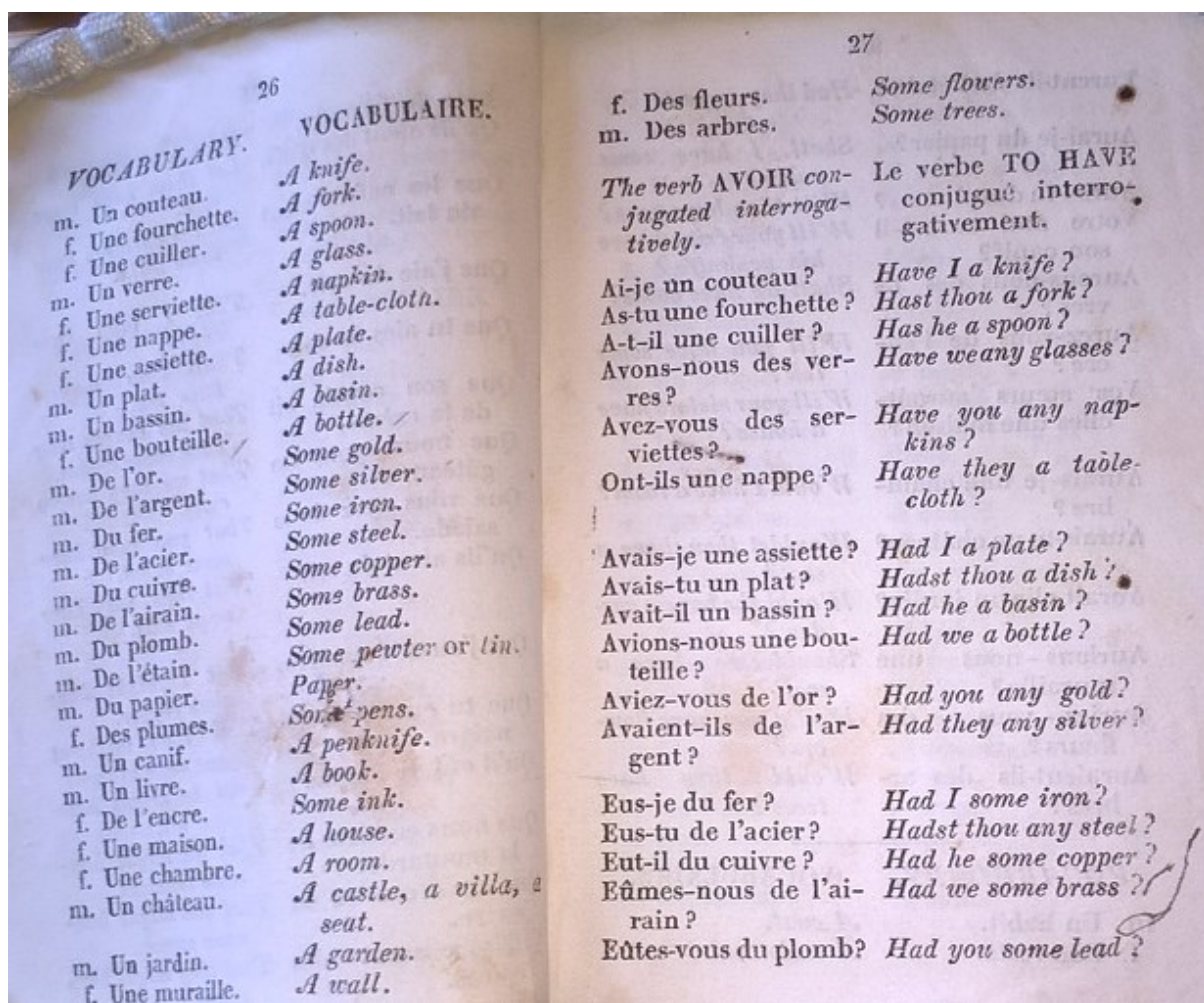 26
VOCABULARY. VOCABULAIRE.
m. Un couteau. A knife.
f. Une fourchette. A fork.
f. Une cuiller. A spoon.
m. Un verre. A glass.
f. Une serviette. A napkin.
f. Une nappe. A table-cloth.
f. Une assiette. A plate.
m. Un plat. A dish.
m. Un bassin. A basin.
f. Une bouteille. A bottle.
m. De l'or. Some gold.
m. De l'argent. Some silver.
m. Du fer. Some iron.
m. De l'acier. Some steel.
m. Du cuivre. Some copper.
m. De l'airain. Some brass.
m. Du plomb. Some lead.
m. De l'étain. Some pewter or tin.
m. Du papier. Paper.
f. Des plumes. Some pens.
m. Un canif. A penknife.
m. Un livre. A book.
f. De l'encre. Some ink.
f. Une maison. A house.
f. Une chambre. A room.
m. Un château. A castle, a villa, a
seat.
m. Un jardin. A garden.
f. Une muraille. A wall.
27
f. Des fleurs. Some flowers.
m. Des arbres. Some trees.
The verb AVOIR con- Le verbe TO HAVE
jugated interroga- conjugué interro-
tively. gativement.
Ai-je un couteau ? Have I a knife ?
As-tu une fourchette ? Hast thou a fork ?
A-t-il une cuiller ? Has he a spoon ?
Avons-nous des ver- Have we any glasses ?
res ?
Avez-vous des ser- Have you any nap-
viettes ? kins ?
Ont-ils une nappe ? Have they a table-
cloth ?
Avais-je une assiette ? Had I a plate ?
Avais-tu un plat ? Hadst thou a dish ?
Avait-il un bassin ? Had he a basin ?
Avions-nous une bou- Had we a bottle ?
teille ?
Aviez-vous de l'or ? Had you any gold ?
Avaient-ils de l'ar- Had they any silver ?
gent ?
Eus-je du fer ? Had I some iron ?
Eus-tu de l'acier ? Hadst thou any steel ?
Eut-il du cuivre ? Had he some copper ?
Eûmes-nous de l'ai- Had we some brass ?
rain ?
Eûtes-vous du plomb? Had you some lead ?